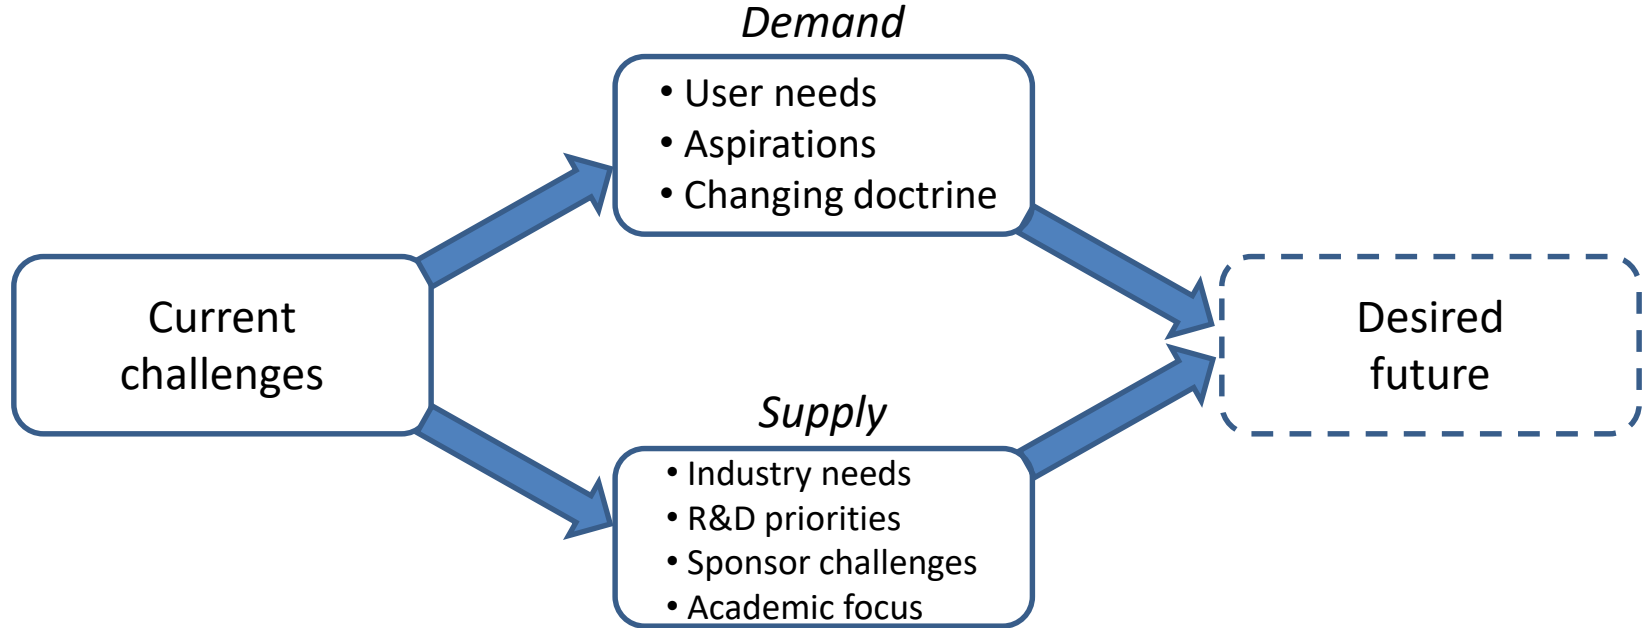 Demand
• User needs
• Aspirations
• Changing doctrine
Current
challenges
Desired
future
Supply
• Industry needs
• R&D priorities
• Sponsor challenges
• Academic focus